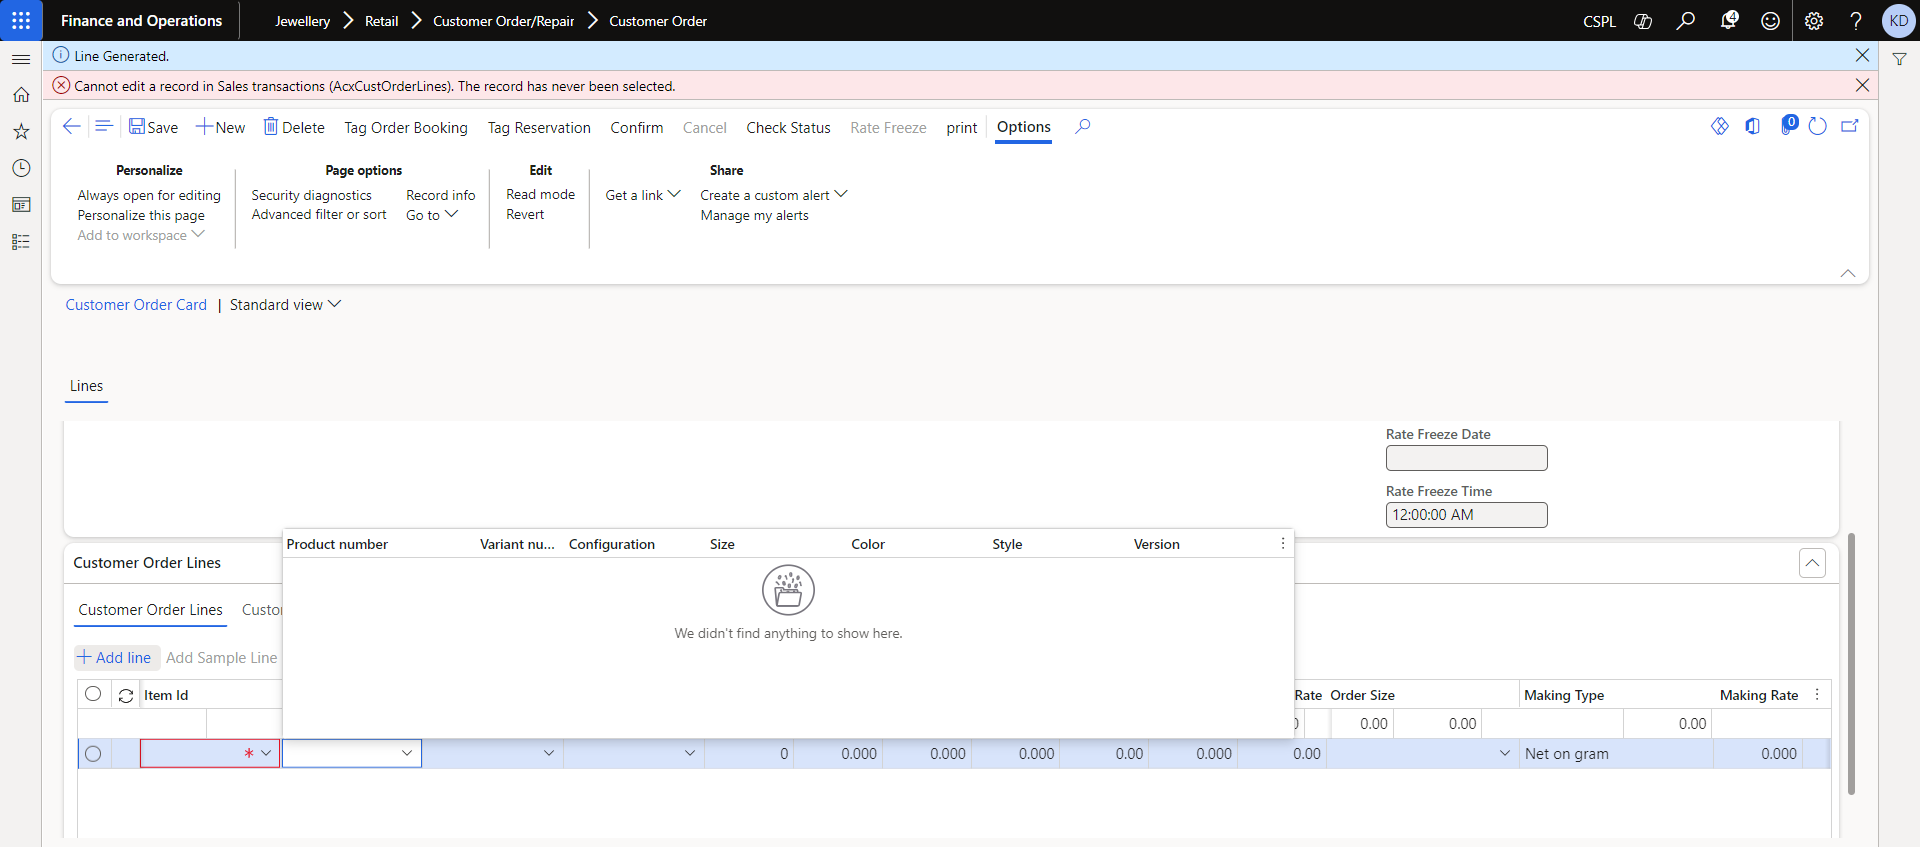 Finance and Operations
Jewellery > Retail > Customer Order/Repair > Customer Order
CSPL
4
KD
Line Generated.
Cannot edit a record in Sales transactions (AcxCustOrderLines). The record has never been selected.
Save
New
Delete
Tag Order Booking
Tag Reservation
Confirm
Cancel
Check Status
Rate Freeze
print
Options
0
Personalize
Always open for editing
Personalize this page
Add to workspace
Page options
Security diagnostics
Advanced filter or sort
Record info
Go to
Edit
Read mode
Revert
Share
Get a link
Create a custom alert
Manage my alerts
Customer Order Card | Standard view
Lines
Rate Freeze Date
Rate Freeze Time
12:00:00 AM
Product number Variant nu... Configuration Size Color Style Version
We didn't find anything to show here.
Customer Order Lines
Customer Order Lines Custo
Add line Add Sample Line
Item Id Rate Order Size Making Type Making Rate
0.00 0.00 0.00
* 0 0.000 0.000 0.000 0.00 0.000 0.00 Net on gram 0.000